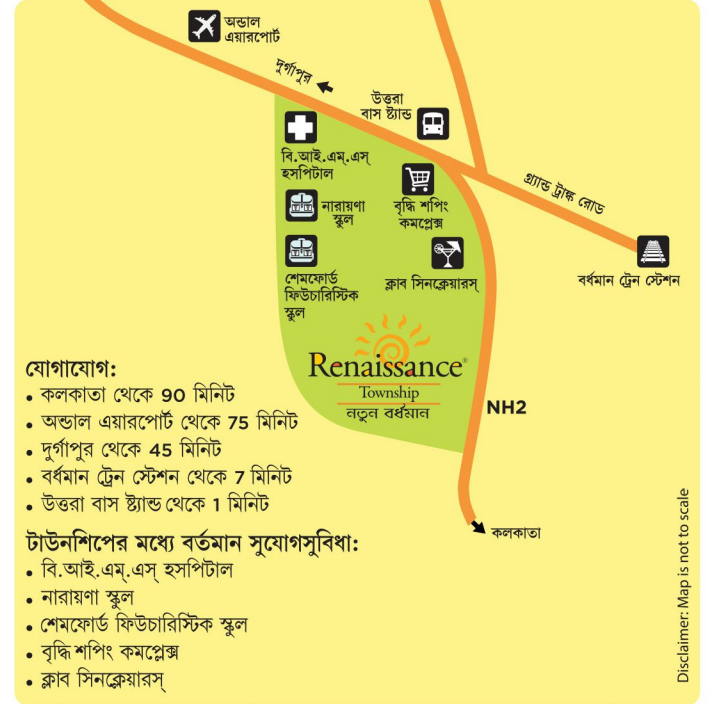 অন্ডাল
এয়ারপোর্ট
দুর্গাপুর
উত্তরা
বাস ষ্ট্যান্ড
বি.আই.এম্.এস্
হসপিটাল
গ্র্যান্ড ট্রাঙ্ক রোড
নারায়ণা
স্কুল
বৃদ্ধি শপিং
কমপ্লেক্স
বর্ধমান ট্রেন স্টেশন
শেমফোর্ড
ফিউচারিস্টিক
স্কুল
ক্লাব সিনক্লেয়ারস্
Renaissance®
Township
নতুন বর্ধমান
NH2
কলকাতা
যোগাযোগ:
• কলকাতা থেকে 90 মিনিট
• অন্ডাল এয়ারপোর্ট থেকে 75 মিনিট
• দুর্গাপুর থেকে 45 মিনিট
• বর্ধমান ট্রেন স্টেশন থেকে 7 মিনিট
• উত্তরা বাস ষ্ট্যান্ড থেকে 1 মিনিট
টাউনশিপের মধ্যে বর্তমান সুযোগসুবিধা:
• বি.আই.এম্.এস্ হসপিটাল
• নারায়ণা স্কুল
• শেমফোর্ড ফিউচারিস্টিক স্কুল
• বৃদ্ধি শপিং কমপ্লেক্স
• ক্লাব সিনক্লেয়ারস্
Disclaimer: Map is not to scale